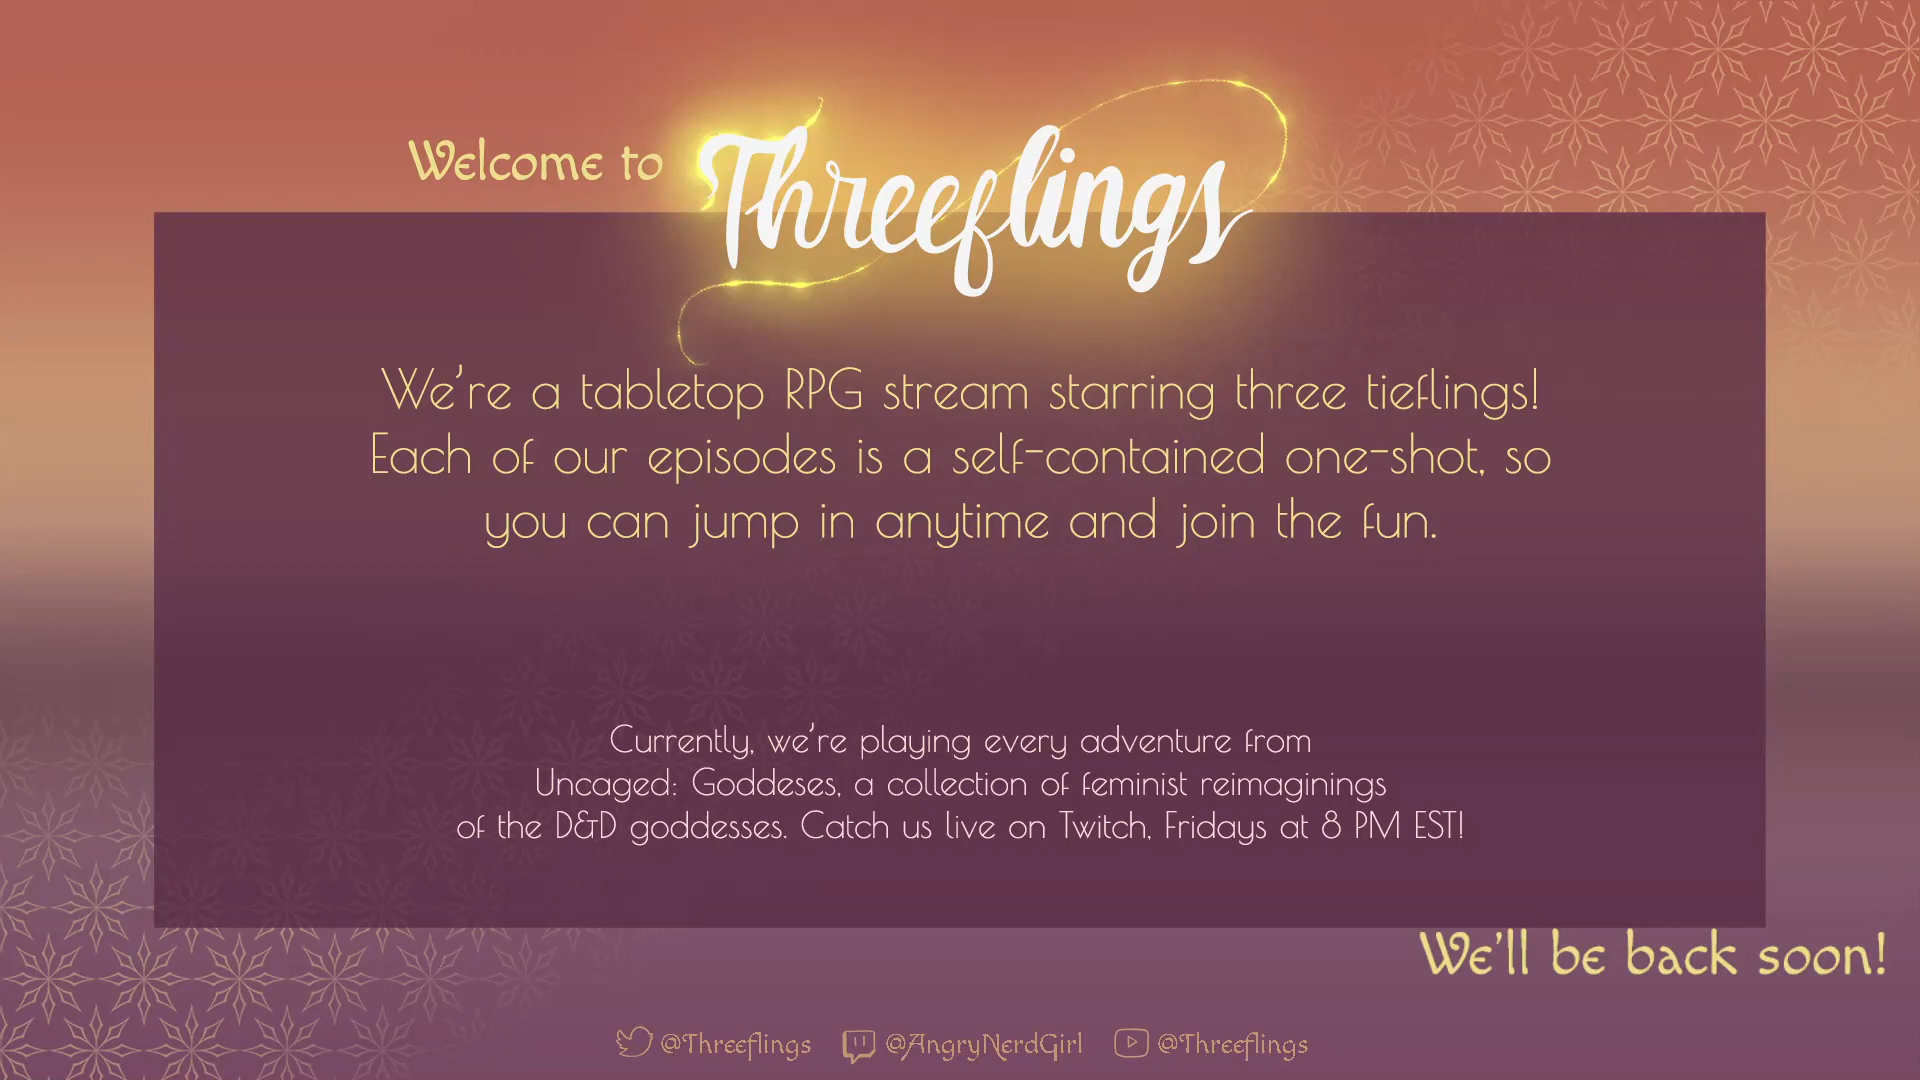 Welcome to Threeflings
We're a tabletop RPG stream starring three tieflings!
Each of our episodes is a self-contained one-shot, so
you can jump in anytime and join the fun.
Currently, we're playing every adventure from
Uncaged: Goddeses, a collection of feminist reimaginings
of the D&D goddesses. Catch us live on Twitch, Fridays at 8 PM EST!
We'll be back soon!
@Threeflings @AngryNerdGirl @Threeflings